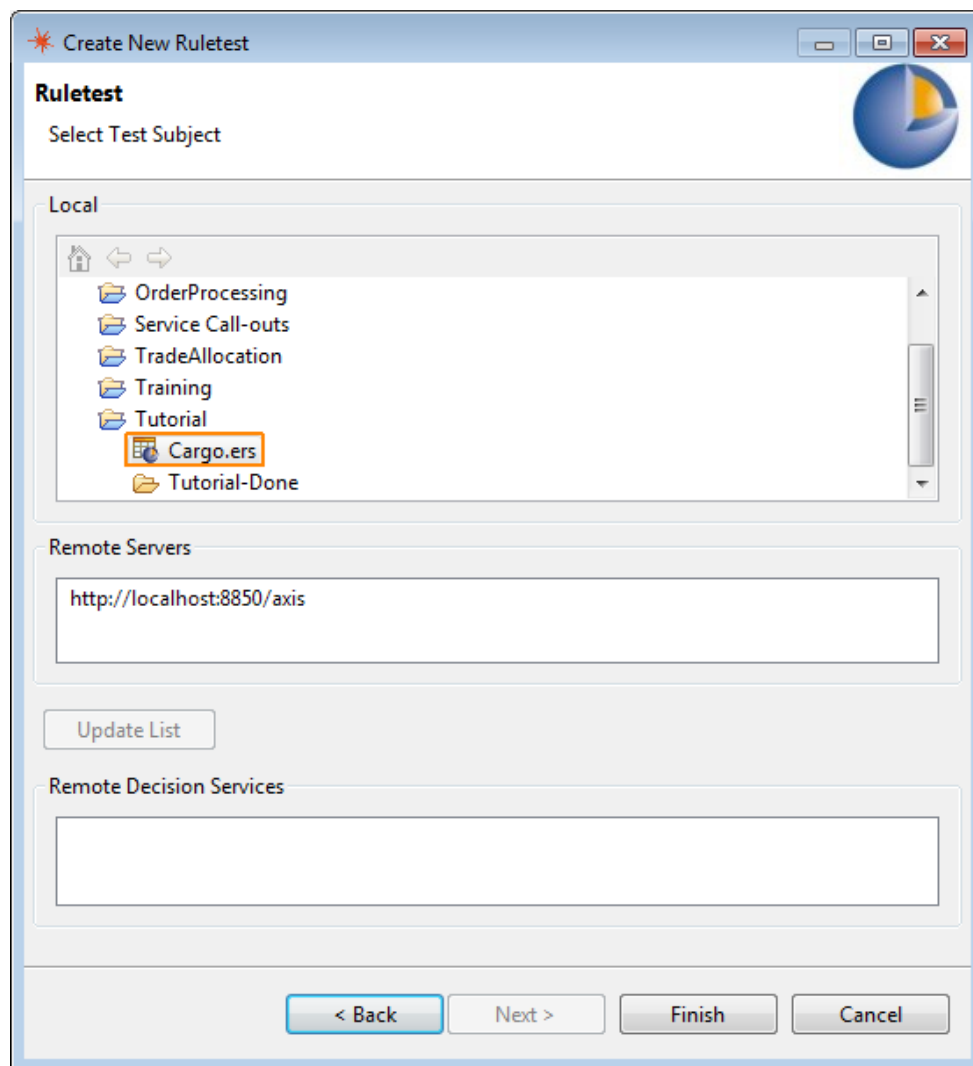 Create New Ruletest
Ruletest
Select Test Subject
Local
OrderProcessing
Service Call-outs
TradeAllocation
Training
Tutorial
Cargo.ers
Tutorial-Done
Remote Servers
http://localhost:8850/axis
Update List
Remote Decision Services
< Back Next > Finish Cancel